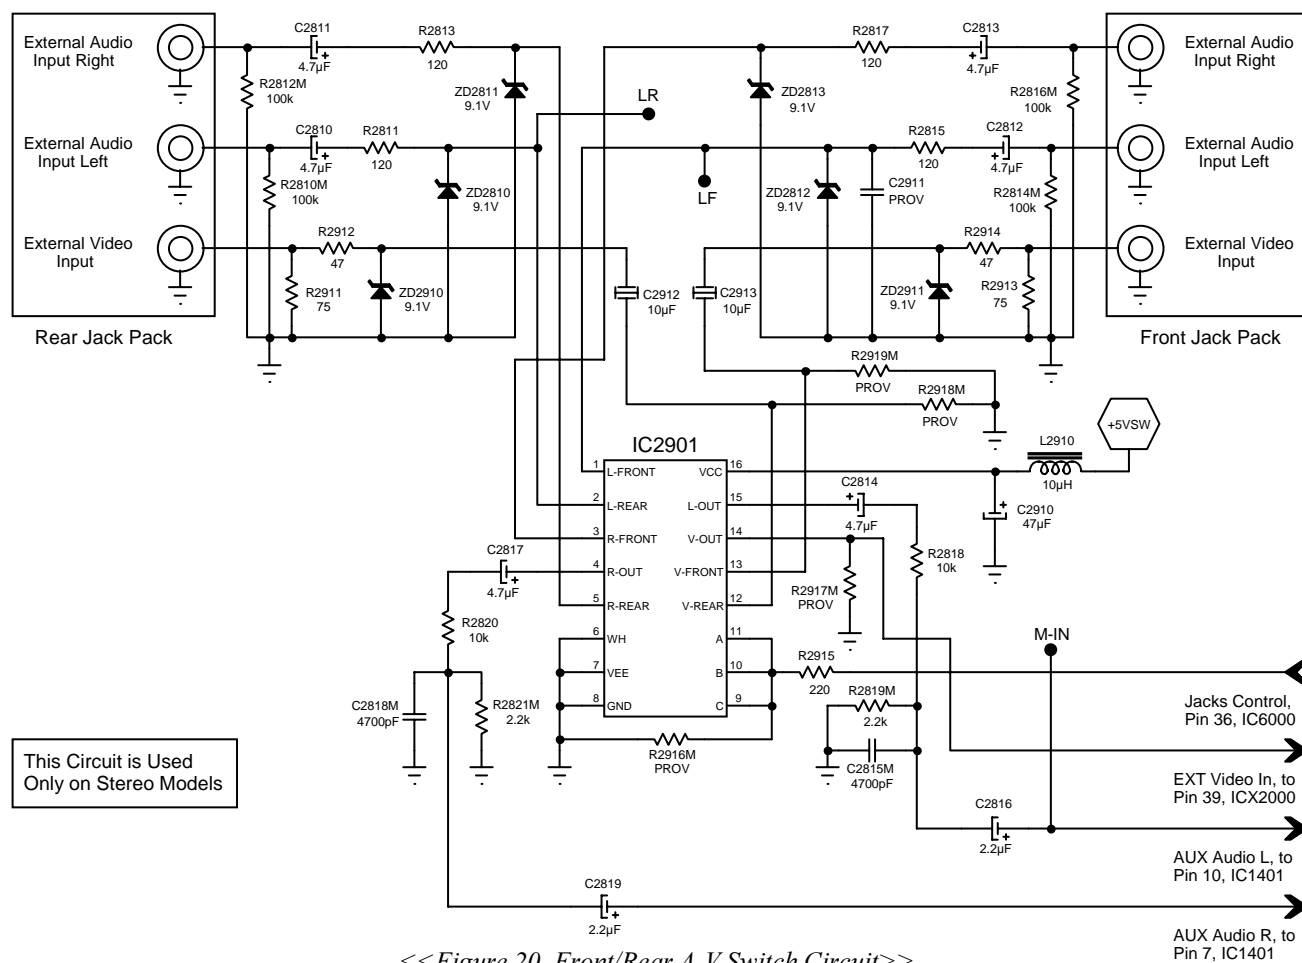 External Audio
Input Right
External Audio
Input Left
External Video
Input
Rear Jack Pack
C2811
4.7µF
R2813
120
R2812M
100k
ZD2811
9.1V
C2810
4.7µF
R2811
120
R2810M
100k
ZD2810
9.1V
R2912
47
R2911
75
ZD2910
9.1V
LR
LF
C2912
10µF
C2913
10µF
R2817
120
C2813
4.7µF
ZD2813
9.1V
R2816M
100k
R2815
120
C2812
4.7µF
ZD2812
9.1V
C2911
PROV
R2814M
100k
R2914
47
ZD2911
9.1V
R2913
75
External Audio
Input Right
External Audio
Input Left
External Video
Input
Front Jack Pack
R2919M
PROV
R2918M
PROV
+5VSW
L2910
10µH
C2910
47µF
IC2901
1 L-FRONT VCC 16
2 L-REAR L-OUT 15
3 R-FRONT V-OUT 14
4 R-OUT V-FRONT 13
5 R-REAR V-REAR 12
6 WH A 11
7 VEE B 10
8 GND C 9
C2814
4.7µF
R2818
10k
R2917M
PROV
C2817
4.7µF
R2820
10k
C2818M
4700pF
R2821M
2.2k
R2916M
PROV
R2915
220
R2819M
2.2k
C2815M
4700pF
M-IN
C2816
2.2µF
C2819
2.2µF
Jacks Control,
Pin 36, IC6000
EXT Video In, to
Pin 39, ICX2000
AUX Audio L, to
Pin 10, IC1401
AUX Audio R, to
Pin 7, IC1401
This Circuit is Used
Only on Stereo Models
<<Figure 20 Front/Rear A V Switch Circuit>>